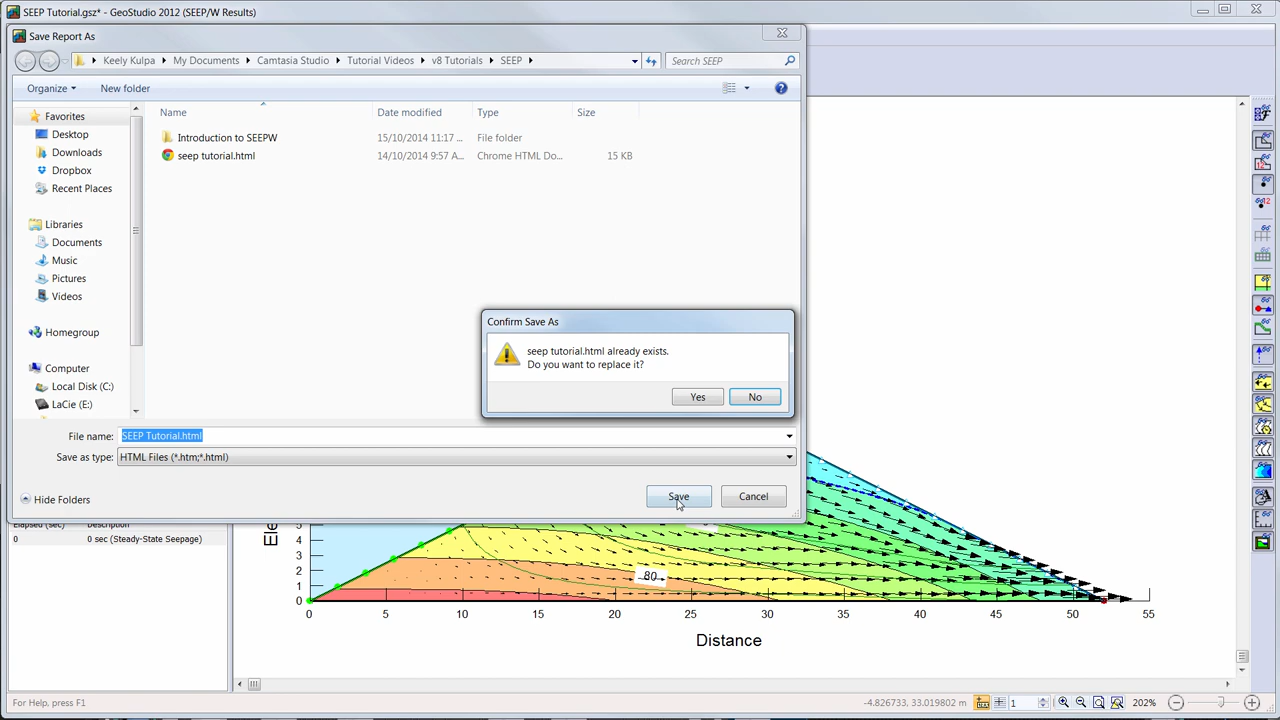 SEEP Tutorial.gsz* - GeoStudio 2012 (SEEP/W Results)
Save Report As
Keely Kulpa
My Documents
Camtasia Studio
Tutorial Videos
v8 Tutorials
SEEP
Search SEEP
Organize
New folder
Name
Date modified
Type
Size
Favorites
Desktop
Downloads
Dropbox
Recent Places
Libraries
Documents
Music
Pictures
Videos
Homegroup
Computer
Local Disk (C:)
LaCie (E:)
Introduction to SEEPW
15/10/2014 11:17 ...
File folder
seep tutorial.html
14/10/2014 9:57 A...
Chrome HTML Do...
15 KB
Confirm Save As
seep tutorial.html already exists.
Do you want to replace it?
Yes
No
File name:
SEEP Tutorial.html
Save as type:
HTML Files (*.htm;*.html)
Hide Folders
Save
Cancel
Elapsed (sec)
Description
0
0 sec (Steady-State Seepage)
Ele
5
4
3
2
1
0
80
0
5
10
15
20
25
30
35
40
45
50
55
Distance
For Help, press F1
-4.826733, 33.019802 m
1
202%